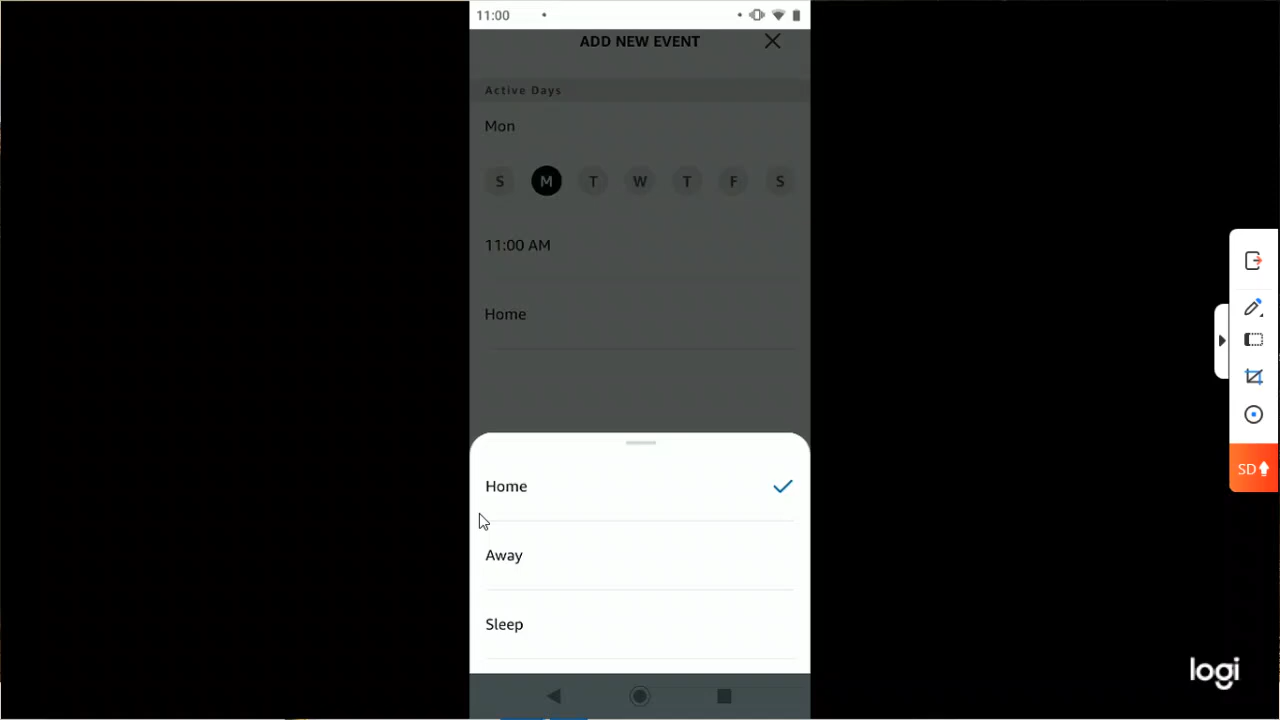 11:00
ADD NEW EVENT
Active Days
Mon
S M T W T F S
11:00 AM
Home
Home
Away
Sleep
SD
logi